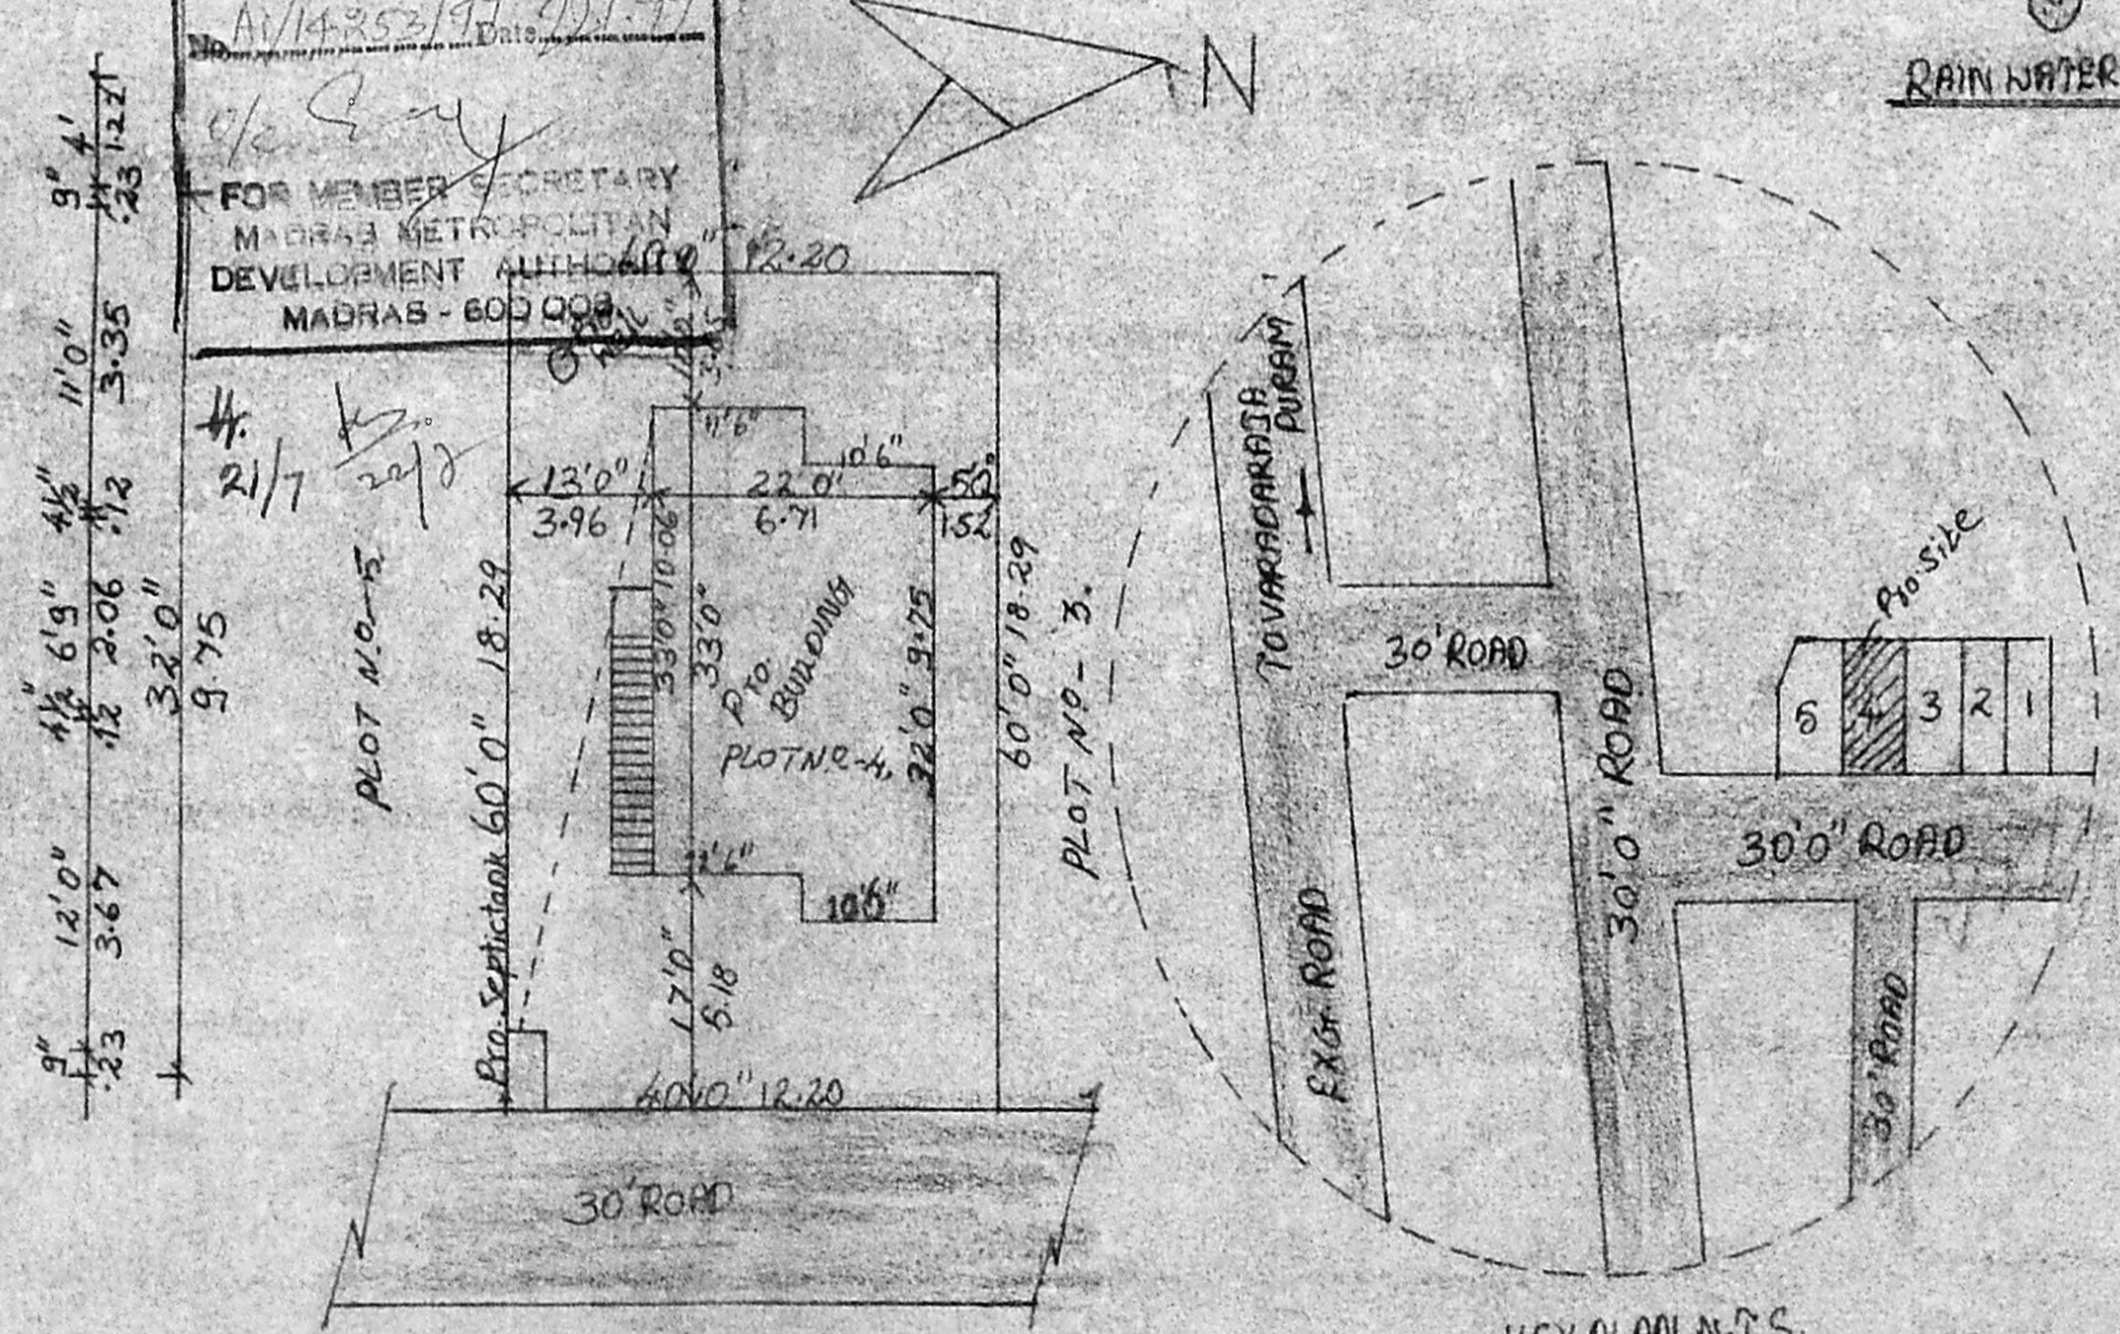 No. A1/14253/97 Date
o/c
FOR MEMBER SECRETARY
MADRAS METROPOLITAN
DEVELOPMENT AUTHORITY
MADRAS - 600 008.
21/7
N
RAIN WATER
9" 4'
.23 1.22
11'0"
3.35
4½"
.12
6'9"
2.06
4½"
.12
32'0"
9.75
12'0"
3.67
9"
.23
PLOT No-5.
12.20
11'6"
10'6"
13'0" 22'0" 5'0"
3.96 6.71 1.52
33'0" 10.06
33'0"
BUILDING
PLOT No-4.
32'0" 9.75
60'0" 18.29
PLOT No- 3.
Pro. Septictank 60'0" 18.29
10'6"
17'0"
5.18
40'0" 12.20
30' ROAD
TOVARADARAJA
PURAM
30' ROAD
30'0" ROAD
EXG. ROAD
Pro site
5 4 3 2 1
30'0" ROAD
30' ROAD